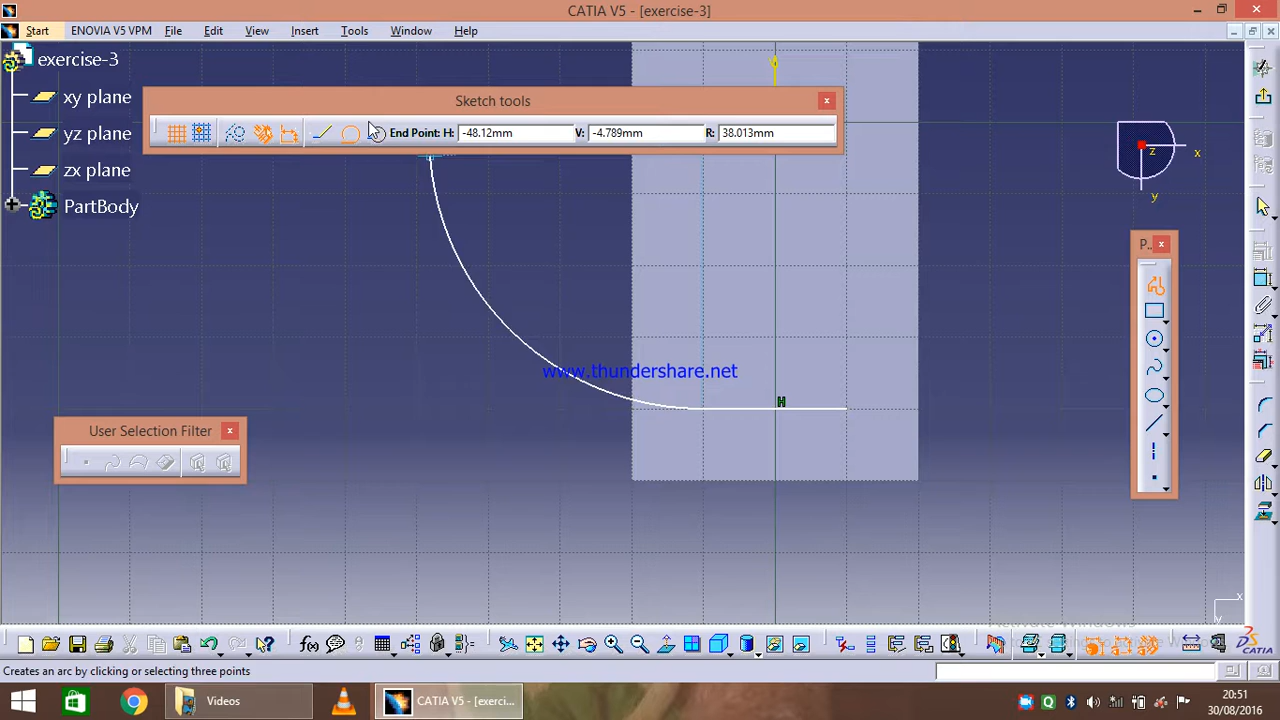 CATIA V5 - [exercise-3]
Start ENOVIA V5 VPM File Edit View Insert Tools Window Help
exercise-3
Sketch tools
xy plane
End Point: H: -48.12mm V: -4.789mm R: 38.013mm
yz plane
zx plane
PartBody
z
x
y
P..
www.thundershare.net
H
User Selection Filter
x
y
Activate Windows
CATIA
Creates an arc by clicking or selecting three points
Videos
CATIA V5 - [exerci...
20:51
30/08/2016